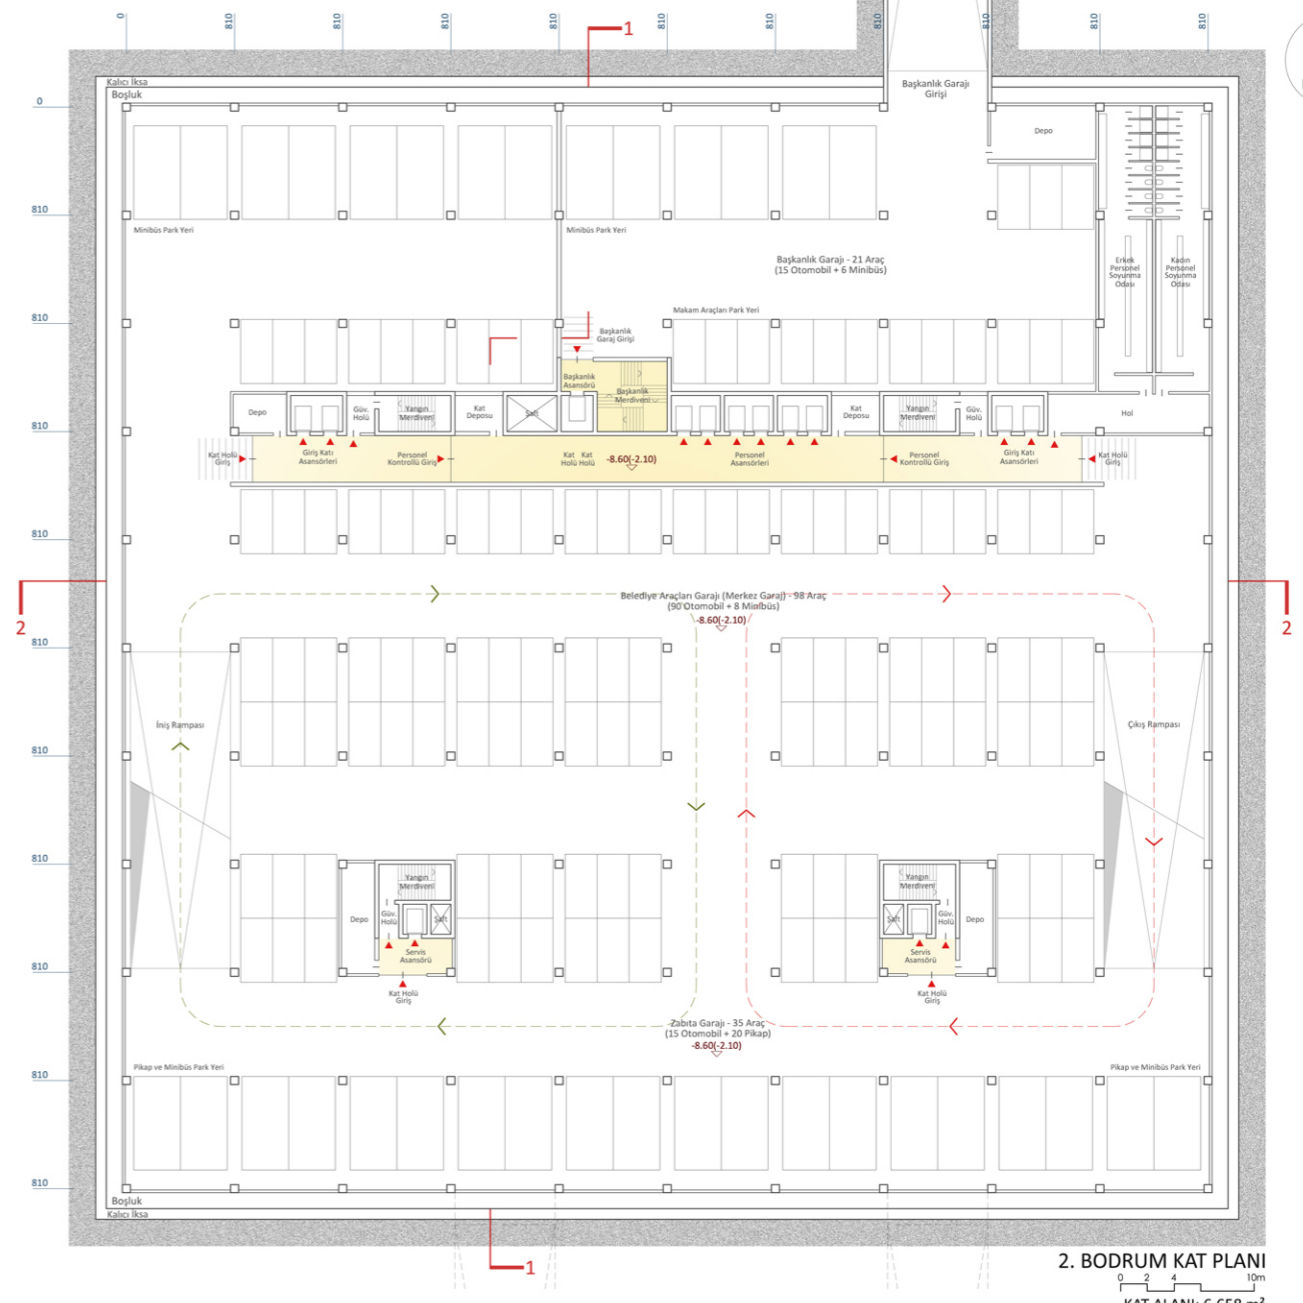 0
810
810
810
810
810
810
810
810
810
810
1
Kalıcı İksa
Boşluk
0
Başkanlık Garajı
Girişi
Depo
810
Minibüs Park Yeri
Minibüs Park Yeri
Başkanlık Garajı - 21 Araç
(15 Otomobil + 6 Minibüs)
Erkek
Personel
Soyunma
Odası
Kadın
Personel
Soyunma
Odası
Makam Araçları Park Yeri
810
Başkanlık
Garaj Girişi
Başkanlık
Asansörü
Başkanlık
Merdiveni
Depo
Güv.
Holü
Yangın
Merdiveni
Kat
Deposu
Şaft
Kat
Deposu
Yangın
Merdiveni
Güv.
Holü
Hol
810
Kat Holü
Giriş
Giriş Katı
Asansörleri
Personel
Kontrollü Giriş
Kat Kat
Holü Holü
-8.60(-2.10)
Personel
Asansörleri
Personel
Kontrollü Giriş
Giriş Katı
Asansörleri
Kat Holü
Giriş
810
2
Belediye Araçları Garajı (Merkez Garaj) - 98 Araç
(90 Otomobil + 8 Minibüs)
-8.60(-2.10)
2
810
İniş Rampası
Çıkış Rampası
810
810
Yangın
Merdiveni
Depo
Güv.
Holü
Şaft
Servis
Asansörü
Yangın
Merdiveni
Şaft
Güv.
Holü
Depo
Servis
Asansörü
810
Kat Holü
Giriş
Kat Holü
Giriş
Zabıta Garajı - 35 Araç
(15 Otomobil + 20 Pikap)
-8.60(-2.10)
Pikap ve Minibüs Park Yeri
Pikap ve Minibüs Park Yeri
810
810
Boşluk
Kalıcı İksa
1
2. BODRUM KAT PLANI
0 2 4 10m
KAT ALANI: 6.658 m²